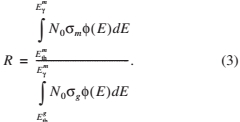 R = \frac{\int_{E_{th}^{m}}^{E_{\gamma}^{m}} N_0 \sigma_m \phi(E) dE}{\int_{E_{th}^{g}}^{E_{\gamma}^{m}} N_0 \sigma_g \phi(E) dE}. (3)